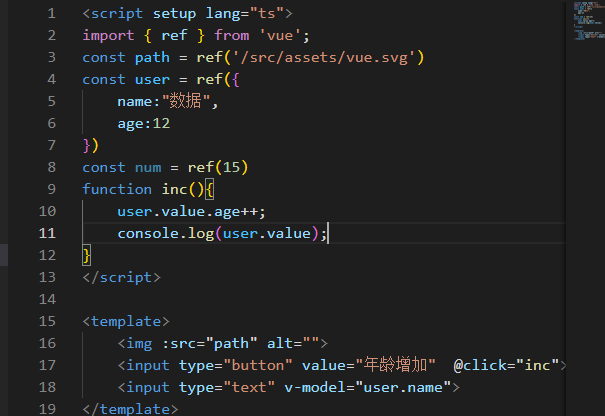 1 <script setup lang="ts">
2 import { ref } from 'vue';
3 const path = ref('/src/assets/vue.svg')
4 const user = ref({
5     name:"数据",
6     age:12
7 })
8 const num = ref(15)
9 function inc(){
10     user.value.age++;
11     console.log(user.value);
12 }
13 </script>
14
15 <template>
16     <img :src="path" alt="">
17     <input type="button" value="年龄增加"  @click="inc">
18     <input type="text" v-model="user.name">
19 </template>